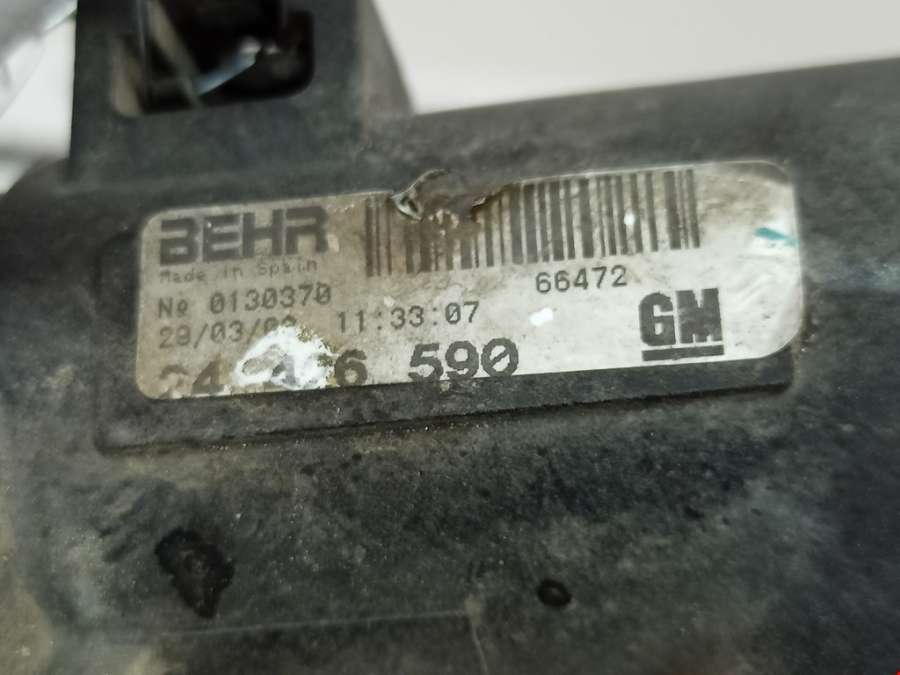 BEHR
Made in Spain
66472
№ 0130370
11:33:07
590
GM